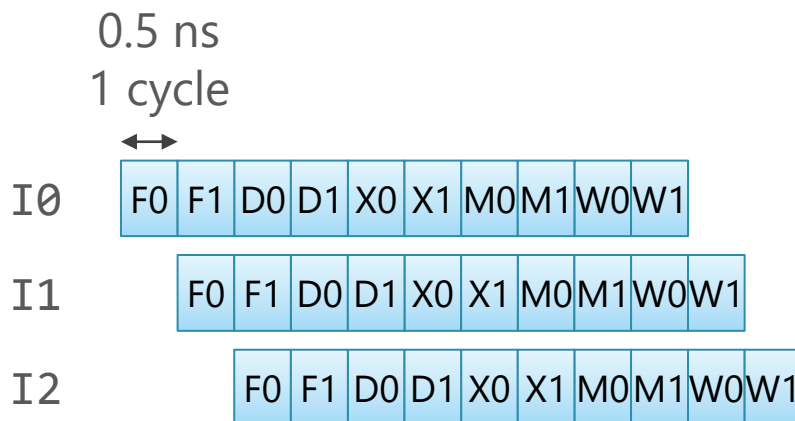 0.5 ns
1 cycle
I0 F0 F1 D0 D1 X0 X1 M0 M1 W0 W1
I1 F0 F1 D0 D1 X0 X1 M0 M1 W0 W1
I2 F0 F1 D0 D1 X0 X1 M0 M1 W0 W1